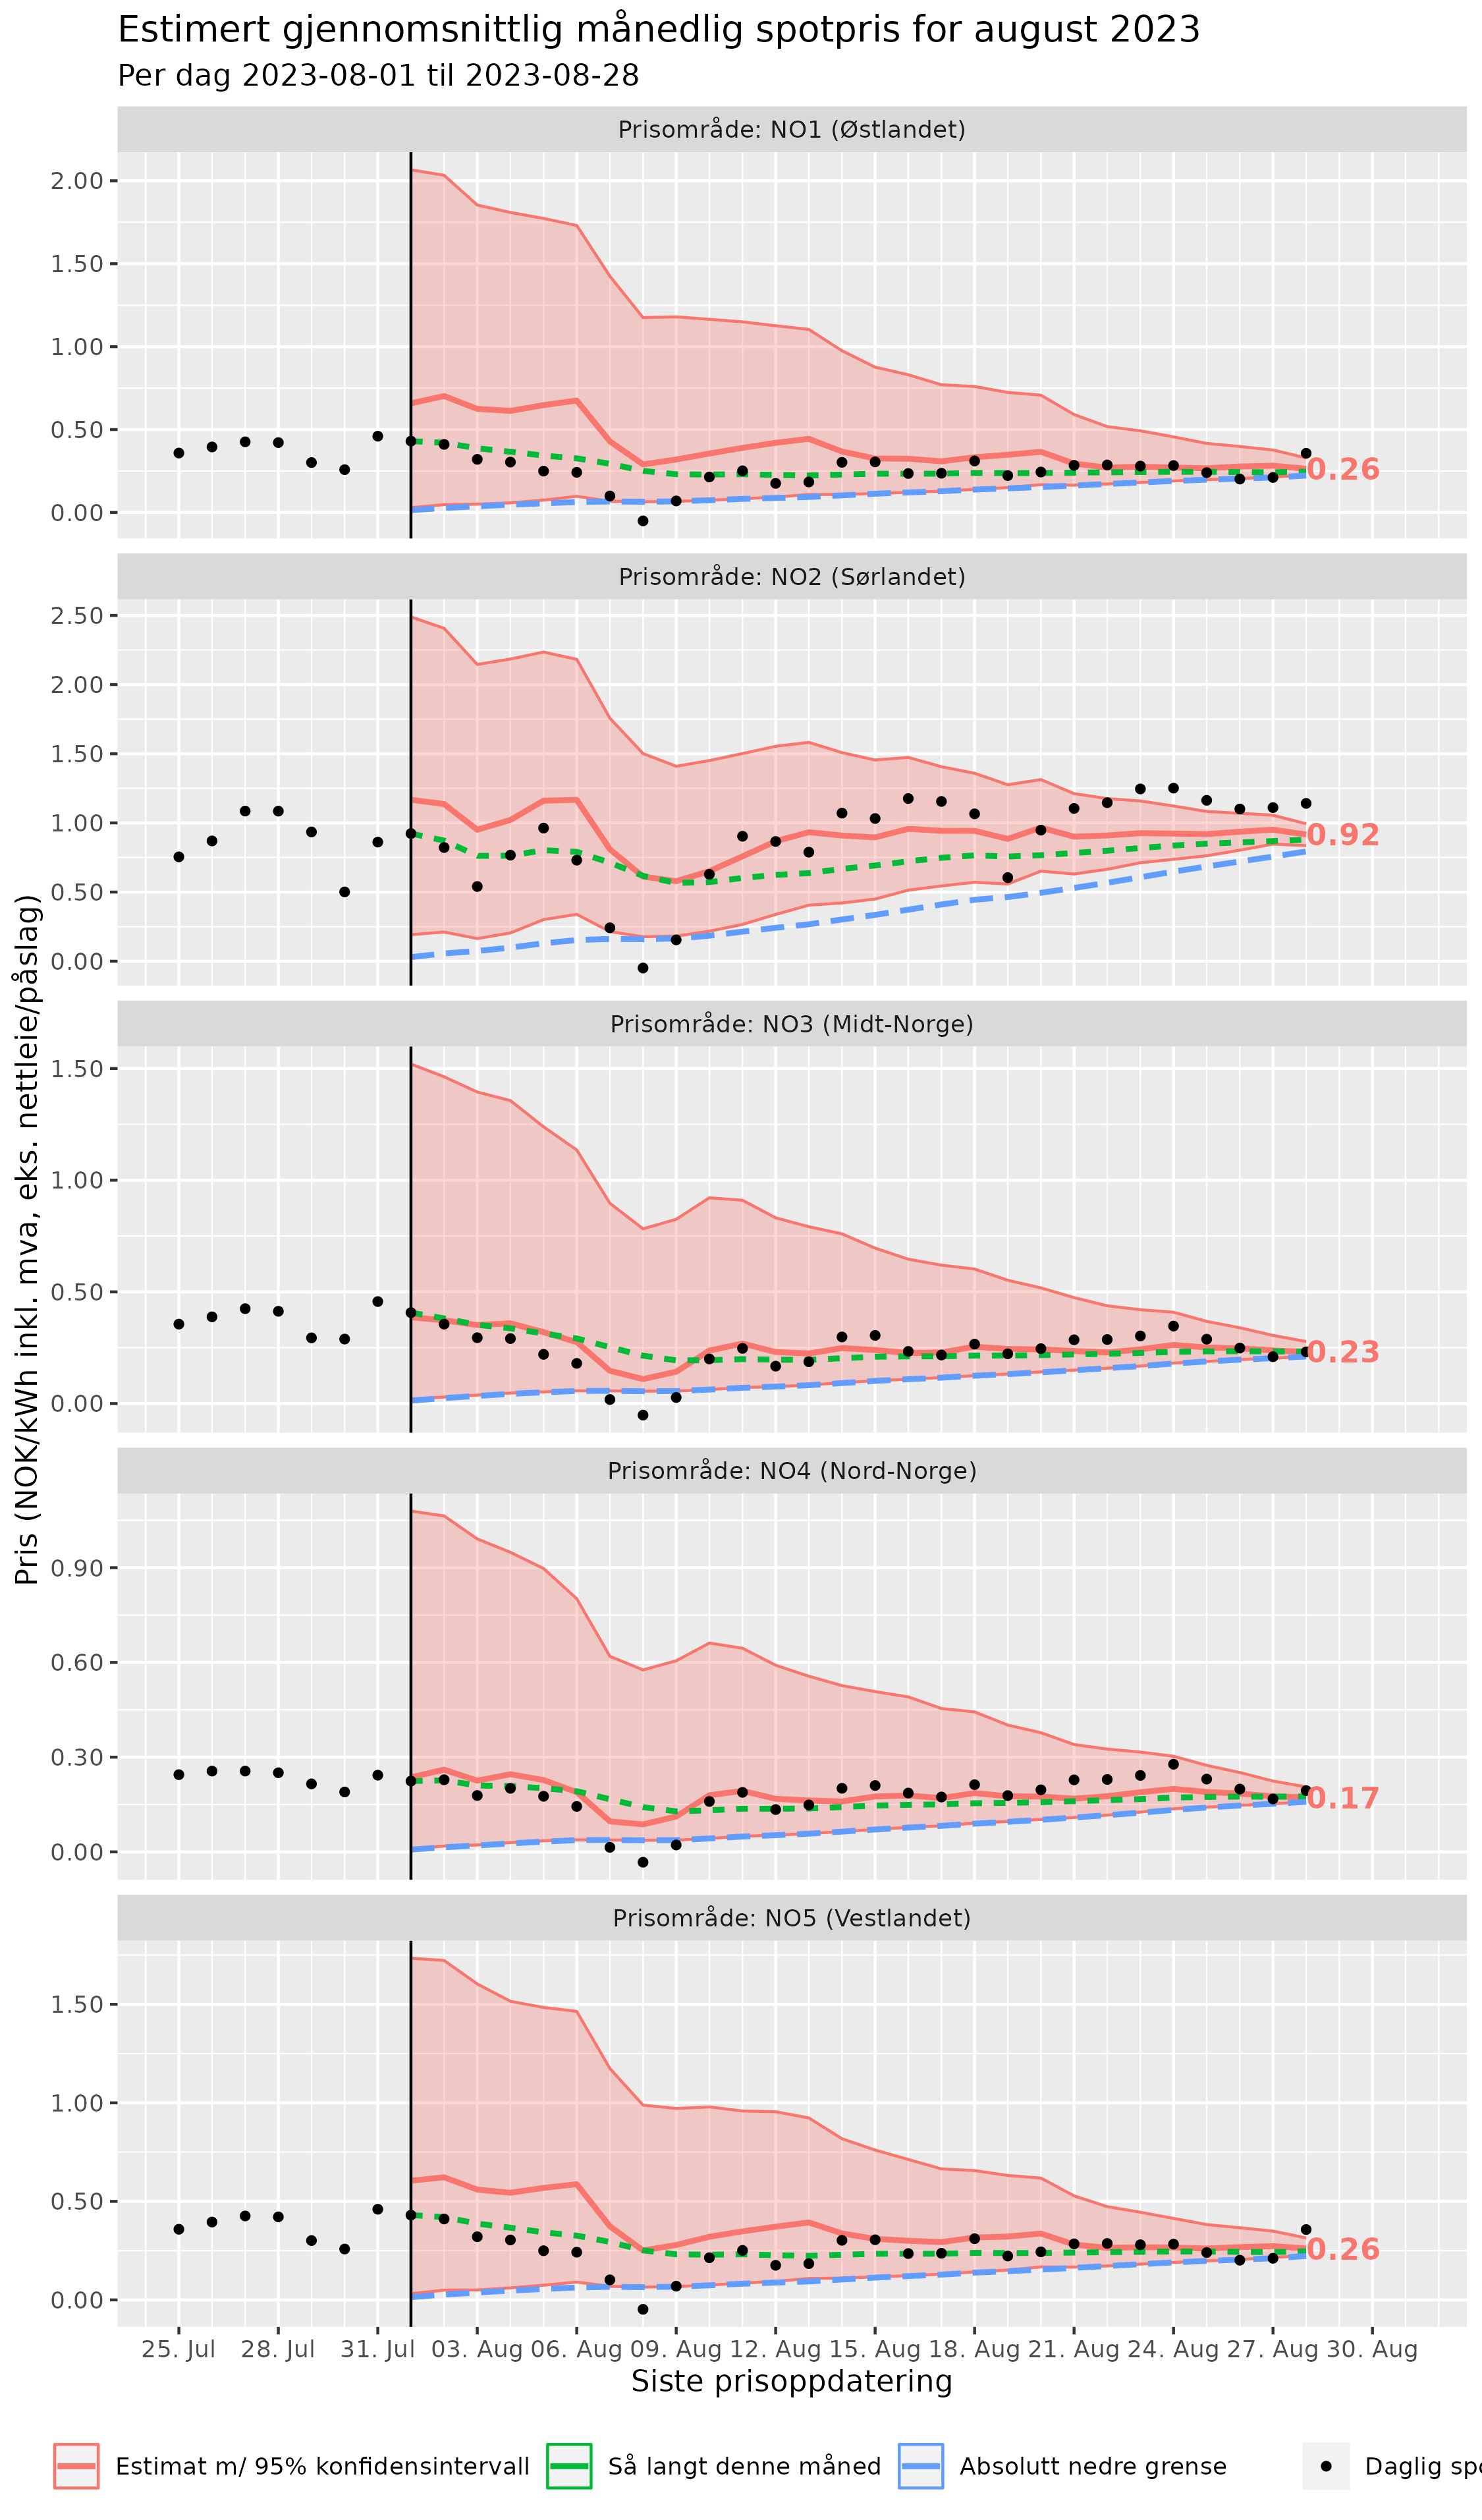 Estimert gjennomsnittlig månedlig spotpris for august 2023
Per dag 2023-08-01 til 2023-08-28
Pris (NOK/kWh inkl. mva, eks. nettleie/påslag)
Prisområde: NO1 (Østlandet)
2.00
1.50
1.00
0.50
0.00
0.26
Prisområde: NO2 (Sørlandet)
2.50
2.00
1.50
1.00
0.50
0.00
0.92
Prisområde: NO3 (Midt-Norge)
1.50
1.00
0.50
0.00
0.23
Prisområde: NO4 (Nord-Norge)
0.90
0.60
0.30
0.00
0.17
Prisområde: NO5 (Vestlandet)
1.50
1.00
0.50
0.00
0.26
25. Jul 28. Jul 31. Jul 03. Aug 06. Aug 09. Aug 12. Aug 15. Aug 18. Aug 21. Aug 24. Aug 27. Aug 30. Aug
Siste prisoppdatering
Estimat m/ 95% konfidensintervall Så langt denne måned Absolutt nedre grense Daglig